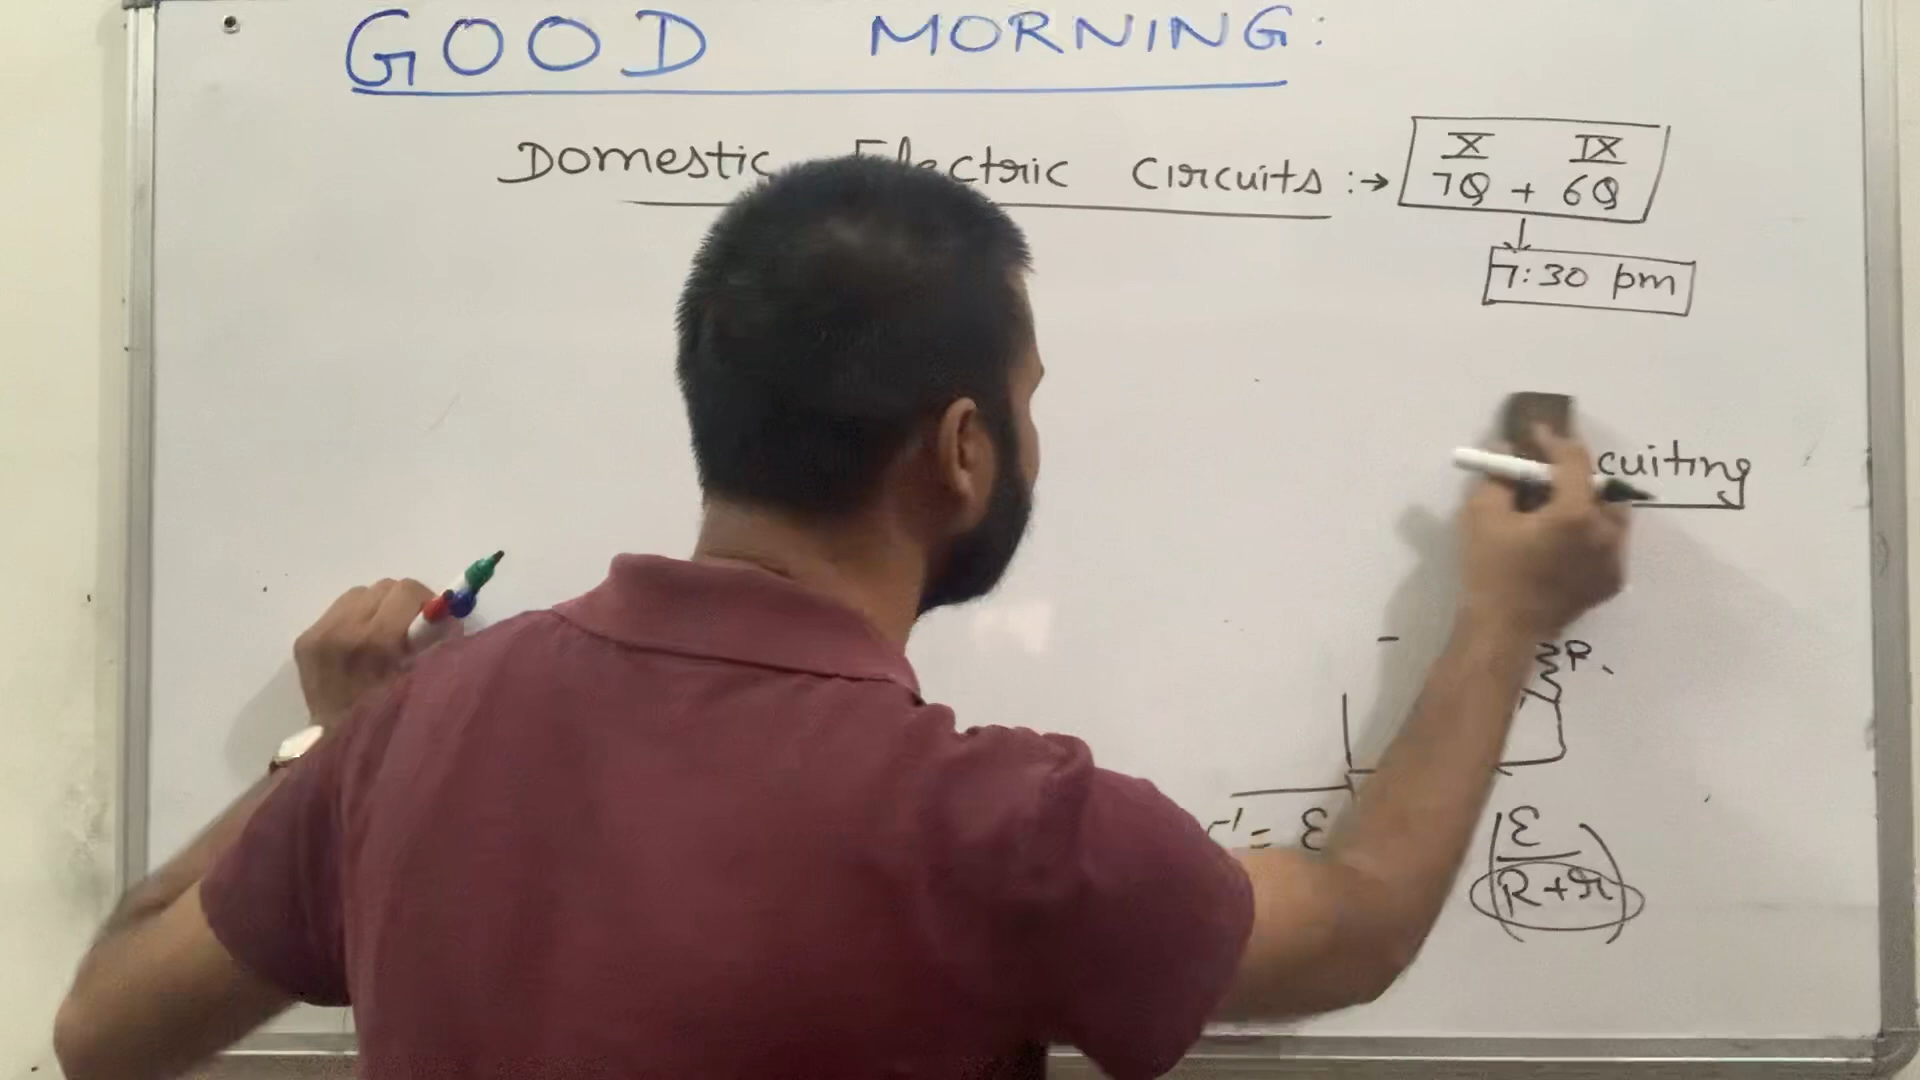 GOOD MORNING:
Domestic Electric Circuits :→
X IX
7Q + 6Q
7:30 pm
cuiting
R
= ε
ε
R+r